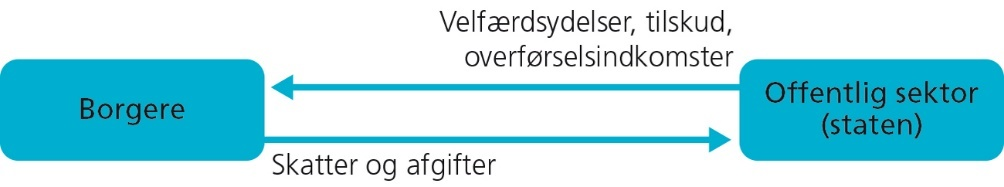 Velfærdsydelser, tilskud,
overførselsindkomster
Borgere
Offentlig sektor
(staten)
Skatter og afgifter